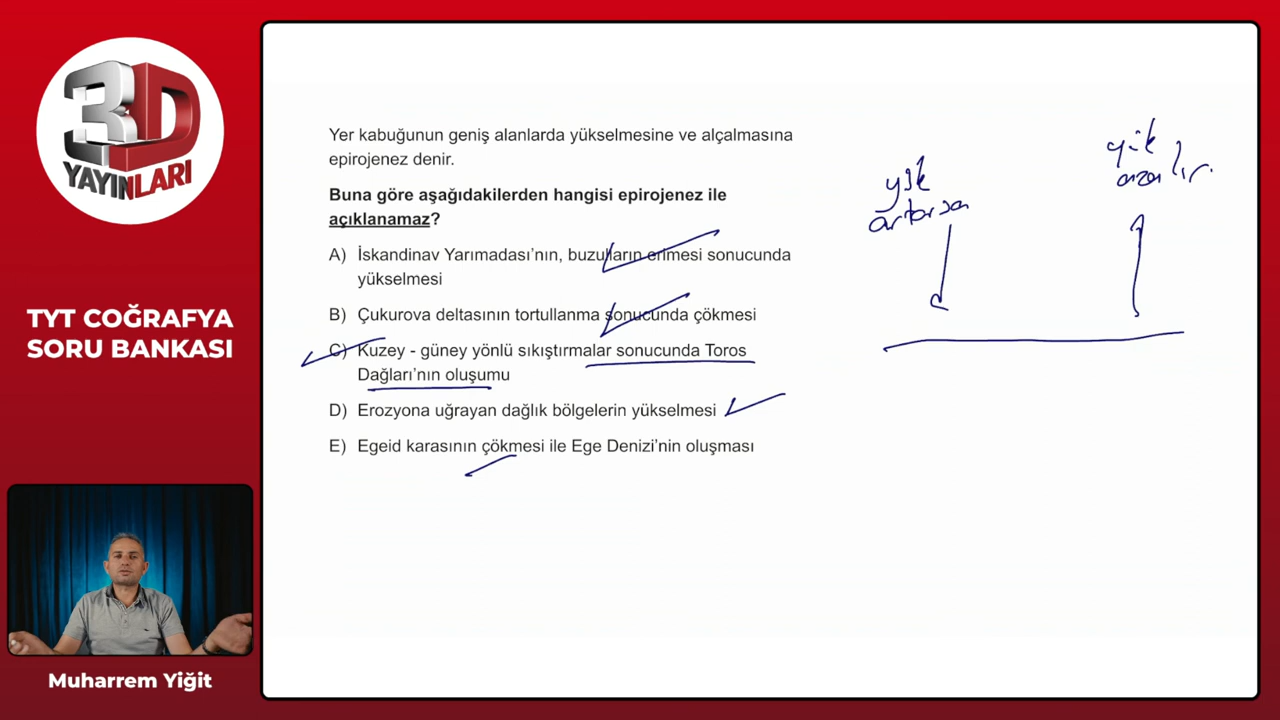 3D
YAYINLARI
TYT COĞRAFYA
SORU BANKASI
Muharrem Yiğit
Yer kabuğunun geniş alanlarda yükselmesine ve alçalmasına
epirojenez denir.
Buna göre aşağıdakilerden hangisi epirojenez ile
açıklanamaz?
A) İskandinav Yarımadası'nın, buzulların erimesi sonucunda
yükselmesi
B) Çukurova deltasının tortullanma sonucunda çökmesi
C) Kuzey - güney yönlü sıkıştırmalar sonucunda Toros
Dağları'nın oluşumu
D) Erozyona uğrayan dağlık bölgelerin yükselmesi
E) Egeid karasının çökmesi ile Ege Denizi'nin oluşması
yük
artarsa
yük